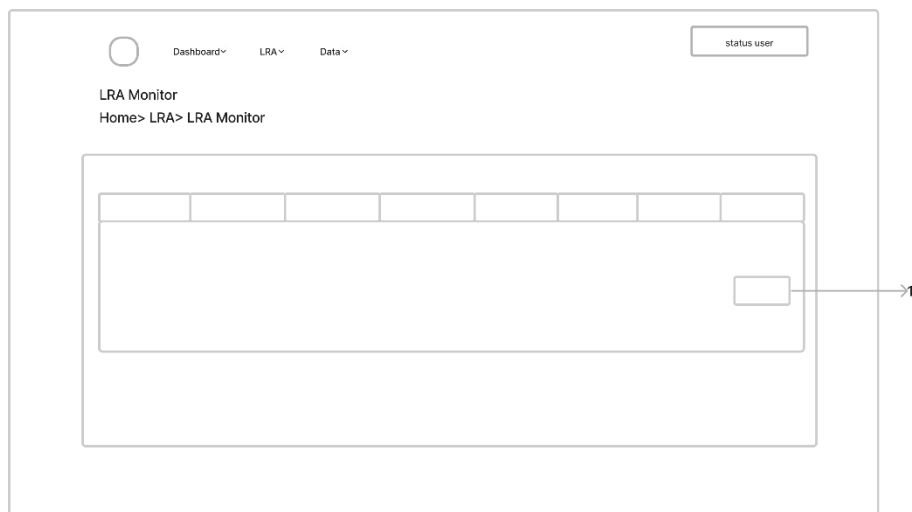 Dashboard
LRA
Data
status user
LRA Monitor
Home> LRA> LRA Monitor
1